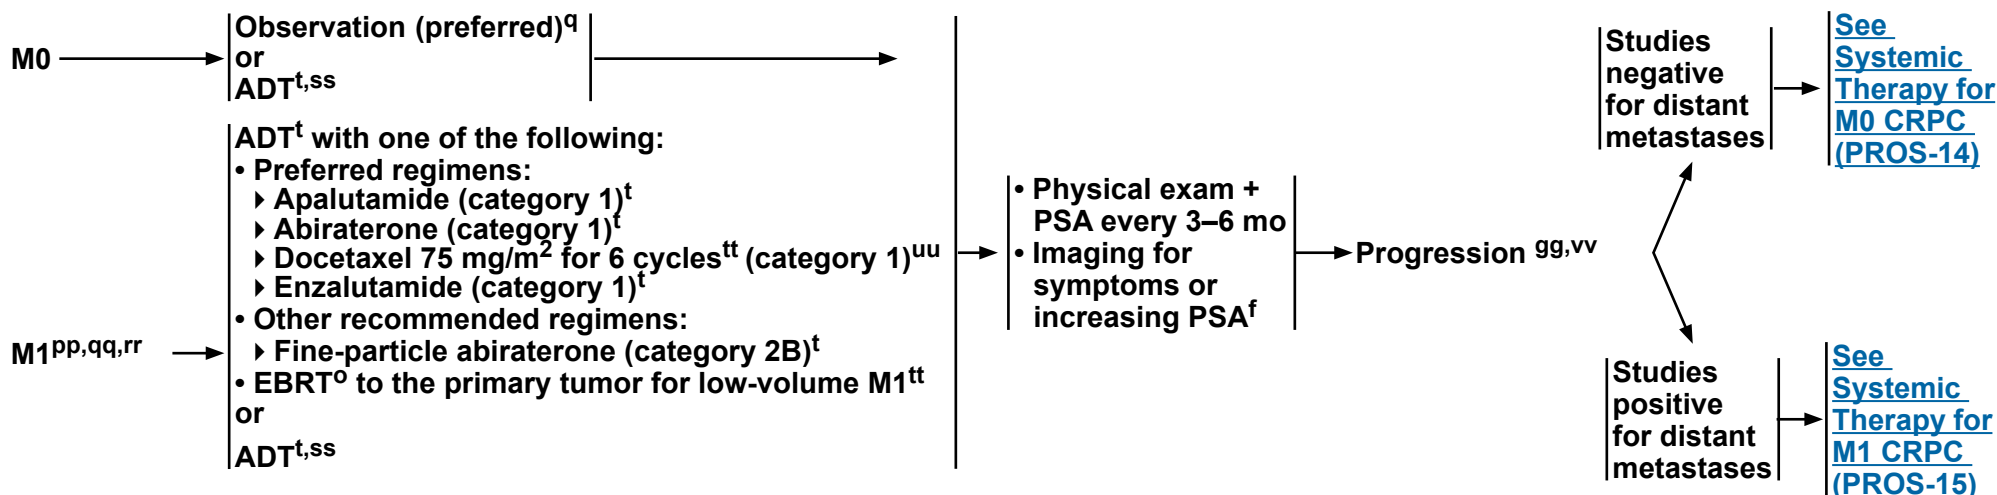 M0
Observation (preferred)q
or
ADTt,ss
M1pp,qq,rr
ADTt with one of the following:
• Preferred regimens:
‣ Apalutamide (category 1)t
‣ Abiraterone (category 1)t
‣ Docetaxel 75 mg/m2 for 6 cyclestt (category 1)uu
‣ Enzalutamide (category 1)t
• Other recommended regimens:
‣ Fine-particle abiraterone (category 2B)t
• EBRTo to the primary tumor for low-volume M1tt
or
ADTt,ss
• Physical exam +
PSA every 3–6 mo
• Imaging for
symptoms or
increasing PSAf
Progression gg,vv
Studies
negative
for distant
metastases
See
Systemic
Therapy for
M0 CRPC
(PROS-14)
Studies
positive
for distant
metastases
See
Systemic
Therapy for
M1 CRPC
(PROS-15)